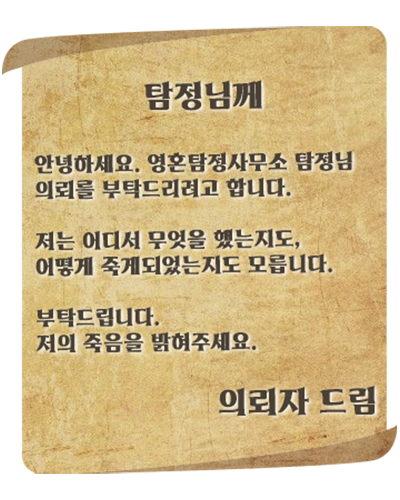 탐정님께
안녕하세요. 영혼탐정사무소 탐정님
의뢰를 부탁드리려고 합니다.
저는 어디서 무엇을 했는지도,
어떻게 죽게되었는지도 모릅니다.
부탁드립니다.
저의 죽음을 밝혀주세요.
의뢰자 드림